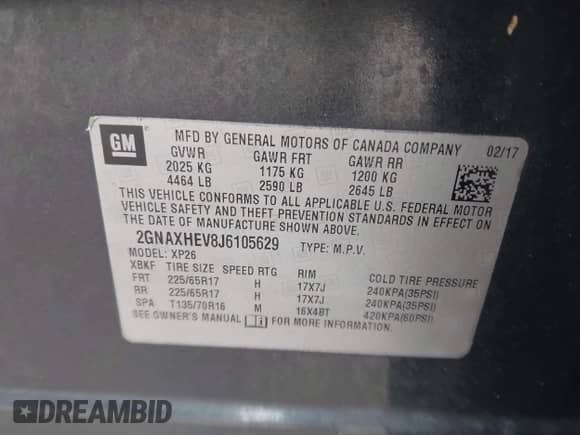 GM MFD BY GENERAL MOTORS OF CANADA COMPANY 02/17
GVWR GAWR FRT GAWR RR
2025 KG 1175 KG 1200 KG
4464 LB 2590 LB 2645 LB
THIS VEHICLE CONFORMS TO ALL APPLICABLE U.S. FEDERAL MOTOR
VEHICLE SAFETY AND THEFT PREVENTION STANDARDS IN EFFECT ON
THE DATE OF MANUFACTURE SHOWN ABOVE.
2GNAXHEV8J6105629 TYPE: M.P.V.
MODEL: XP26
XBKF TIRE SIZE SPEED RTG RIM COLD TIRE PRESSURE
FRT 225/65R17 H 17X7J 240KPA(35PSI)
RR 225/65R17 H 17X7J 240KPA(35PSI)
SPA T135/70R16 M 16X4BT 420KPA(60PSI)
SEE OWNER'S MANUAL i FOR MORE INFORMATION.
DREAMBID